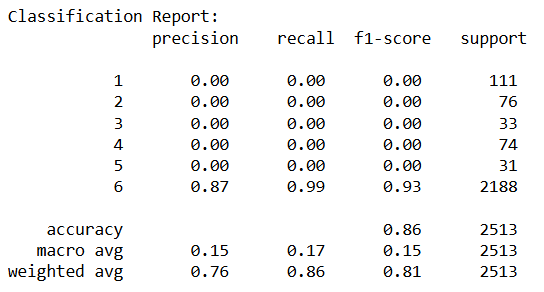 Classification Report:
precision recall f1-score support
1 0.00 0.00 0.00 111
2 0.00 0.00 0.00 76
3 0.00 0.00 0.00 33
4 0.00 0.00 0.00 74
5 0.00 0.00 0.00 31
6 0.87 0.99 0.93 2188
accuracy 0.86 2513
macro avg 0.15 0.17 0.15 2513
weighted avg 0.76 0.86 0.81 2513